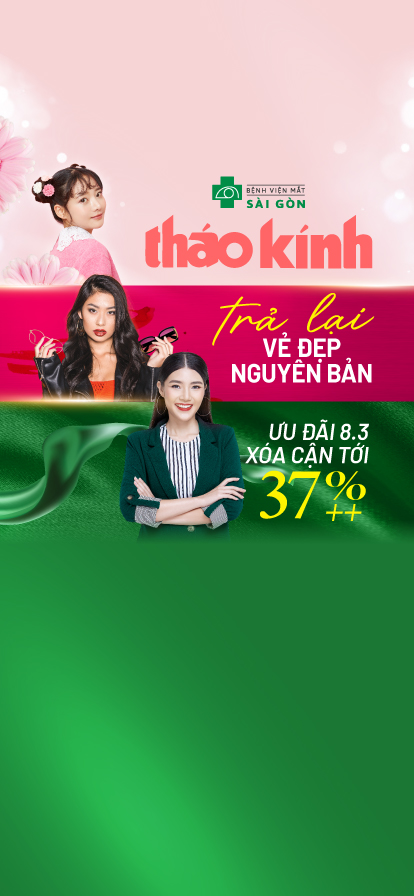 BỆNH VIỆN MẮT
SÀI GÒN
tháo kính
trả lại
VẺ ĐẸP
NGUYÊN BẢN
ƯU ĐÃI 8.3
XÓA CẬN TỚI
37%
++